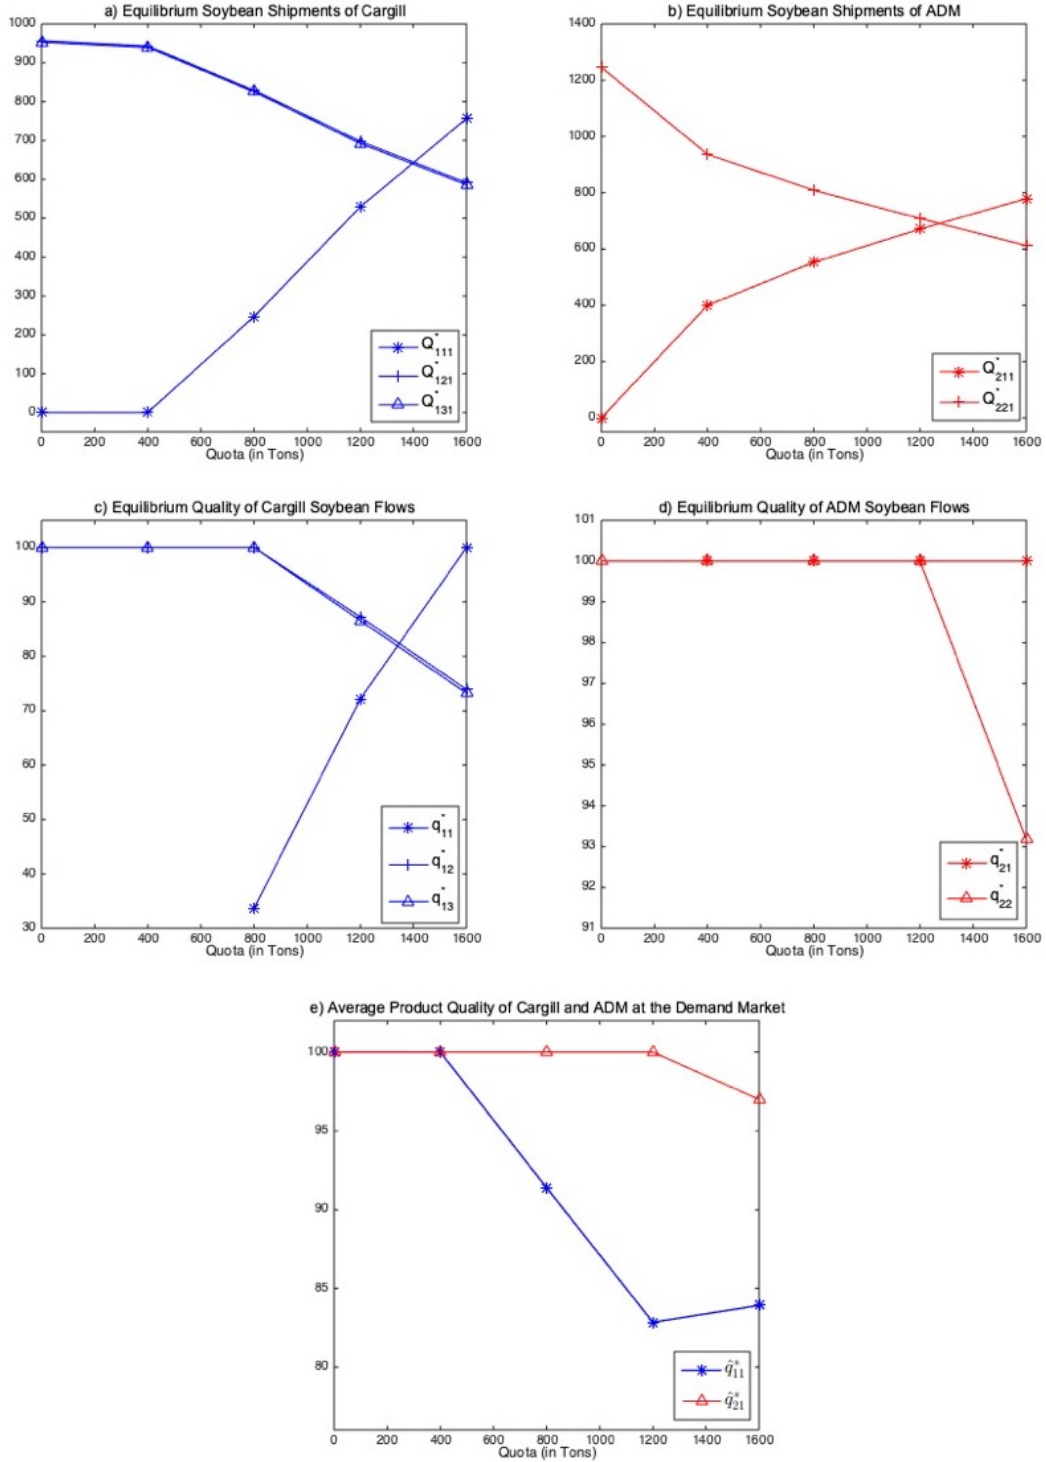 a) Equilibrium Soybean Shipments of Cargill
1000
900
800
700
600
500
400
300
200
100
0
0 200 400 600 800 1000 1200 1400 1600
Quota (in Tons)
Q*111
Q*121
Q*131
b) Equilibrium Soybean Shipments of ADM
1400
1200
1000
800
600
400
200
0
0 200 400 600 800 1000 1200 1400 1600
Quota (in Tons)
Q*211
Q*221
c) Equilibrium Quality of Cargill Soybean Flows
100
90
80
70
60
50
40
30
0 200 400 600 800 1000 1200 1400 1600
Quota (in Tons)
q*11
q*12
q*13
d) Equilibrium Quality of ADM Soybean Flows
101
100
99
98
97
96
95
94
93
92
91
0 200 400 600 800 1000 1200 1400 1600
Quota (in Tons)
q*21
q*22
e) Average Product Quality of Cargill and ADM at the Demand Market
100
95
90
85
80
0 200 400 600 800 1000 1200 1400 1600
Quota (in Tons)
q̂*11
q̂*21